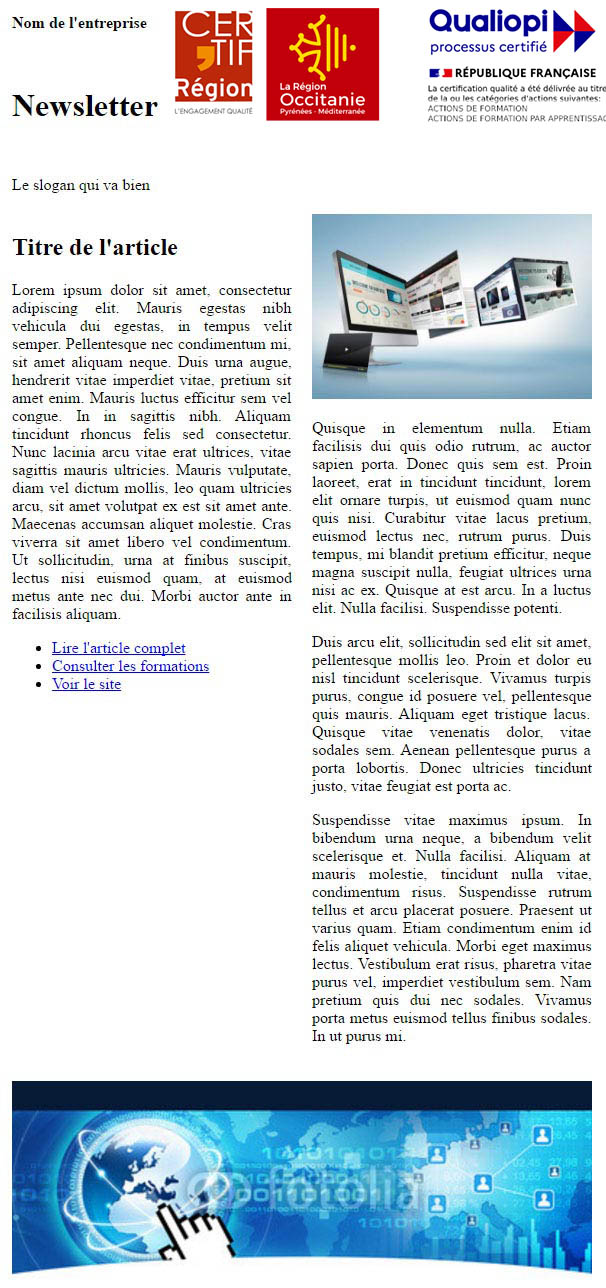 Nom de l'entreprise
Newsletter
Le slogan qui va bien
CER
TIF
Région
L'ENGAGEMENT QUALITÉ
La Région
Occitanie
Pyrénées - Méditerranée
Qualiopi
processus certifié
RÉPUBLIQUE FRANÇAISE
La certification qualité a été délivrée au titre
de la ou les catégories d'actions suivantes:
ACTIONS DE FORMATION
ACTIONS DE FORMATION PAR APPRENTISSAG
Titre de l'article
Lorem ipsum dolor sit amet, consectetur
adipiscing elit. Mauris egestas nibh
vehicula dui egestas, in tempus velit
semper. Pellentesque nec condimentum mi,
sit amet aliquam neque. Duis urna augue,
hendrerit vitae imperdiet vitae, pretium sit
amet enim. Mauris luctus efficitur sem vel
congue. In in sagittis nibh. Aliquam
tincidunt rhoncus felis sed consectetur.
Nunc lacinia arcu vitae erat ultrices, vitae
sagittis mauris ultricies. Mauris vulputate,
diam vel dictum mollis, leo quam ultricies
arcu, sit amet volutpat ex est sit amet ante.
Maecenas accumsan aliquet molestie. Cras
viverra sit amet libero vel condimentum.
Ut sollicitudin, urna at finibus suscipit,
lectus nisi euismod quam, at euismod
metus ante nec dui. Morbi auctor ante in
facilisis aliquam.
Lire l'article complet
Consulter les formations
Voir le site
Quisque in elementum nulla. Etiam
facilisis dui quis odio rutrum, ac auctor
sapien porta. Donec quis sem est. Proin
laoreet, erat in tincidunt tincidunt, lorem
elit ornare turpis, ut euismod quam nunc
quis nisi. Curabitur vitae lacus pretium,
euismod lectus nec, rutrum purus. Duis
tempus, mi blandit pretium efficitur, neque
magna suscipit nulla, feugiat ultrices urna
nisi ac ex. Quisque at est arcu. In a luctus
elit. Nulla facilisi. Suspendisse potenti.
Duis arcu elit, sollicitudin sed elit sit amet,
pellentesque mollis leo. Proin et dolor eu
nisl tincidunt scelerisque. Vivamus turpis
purus, congue id posuere vel, pellentesque
quis mauris. Aliquam eget tristique lacus.
Quisque vitae venenatis dolor, vitae
sodales sem. Aenean pellentesque purus a
porta lobortis. Donec ultricies tincidunt
justo, vitae feugiat est porta ac.
Suspendisse vitae maximus ipsum. In
bibendum urna neque, a bibendum velit
scelerisque et. Nulla facilisi. Aliquam at
mauris molestie, tincidunt nulla vitae,
condimentum risus. Suspendisse rutrum
tellus et arcu placerat posuere. Praesent ut
varius quam. Etiam condimentum enim id
felis aliquet vehicula. Morbi eget maximus
lectus. Vestibulum erat risus, pharetra vitae
purus vel, imperdiet vestibulum sem. Nam
pretium quis dui nec sodales. Vivamus
porta metus euismod tellus finibus sodales.
In ut purus mi.